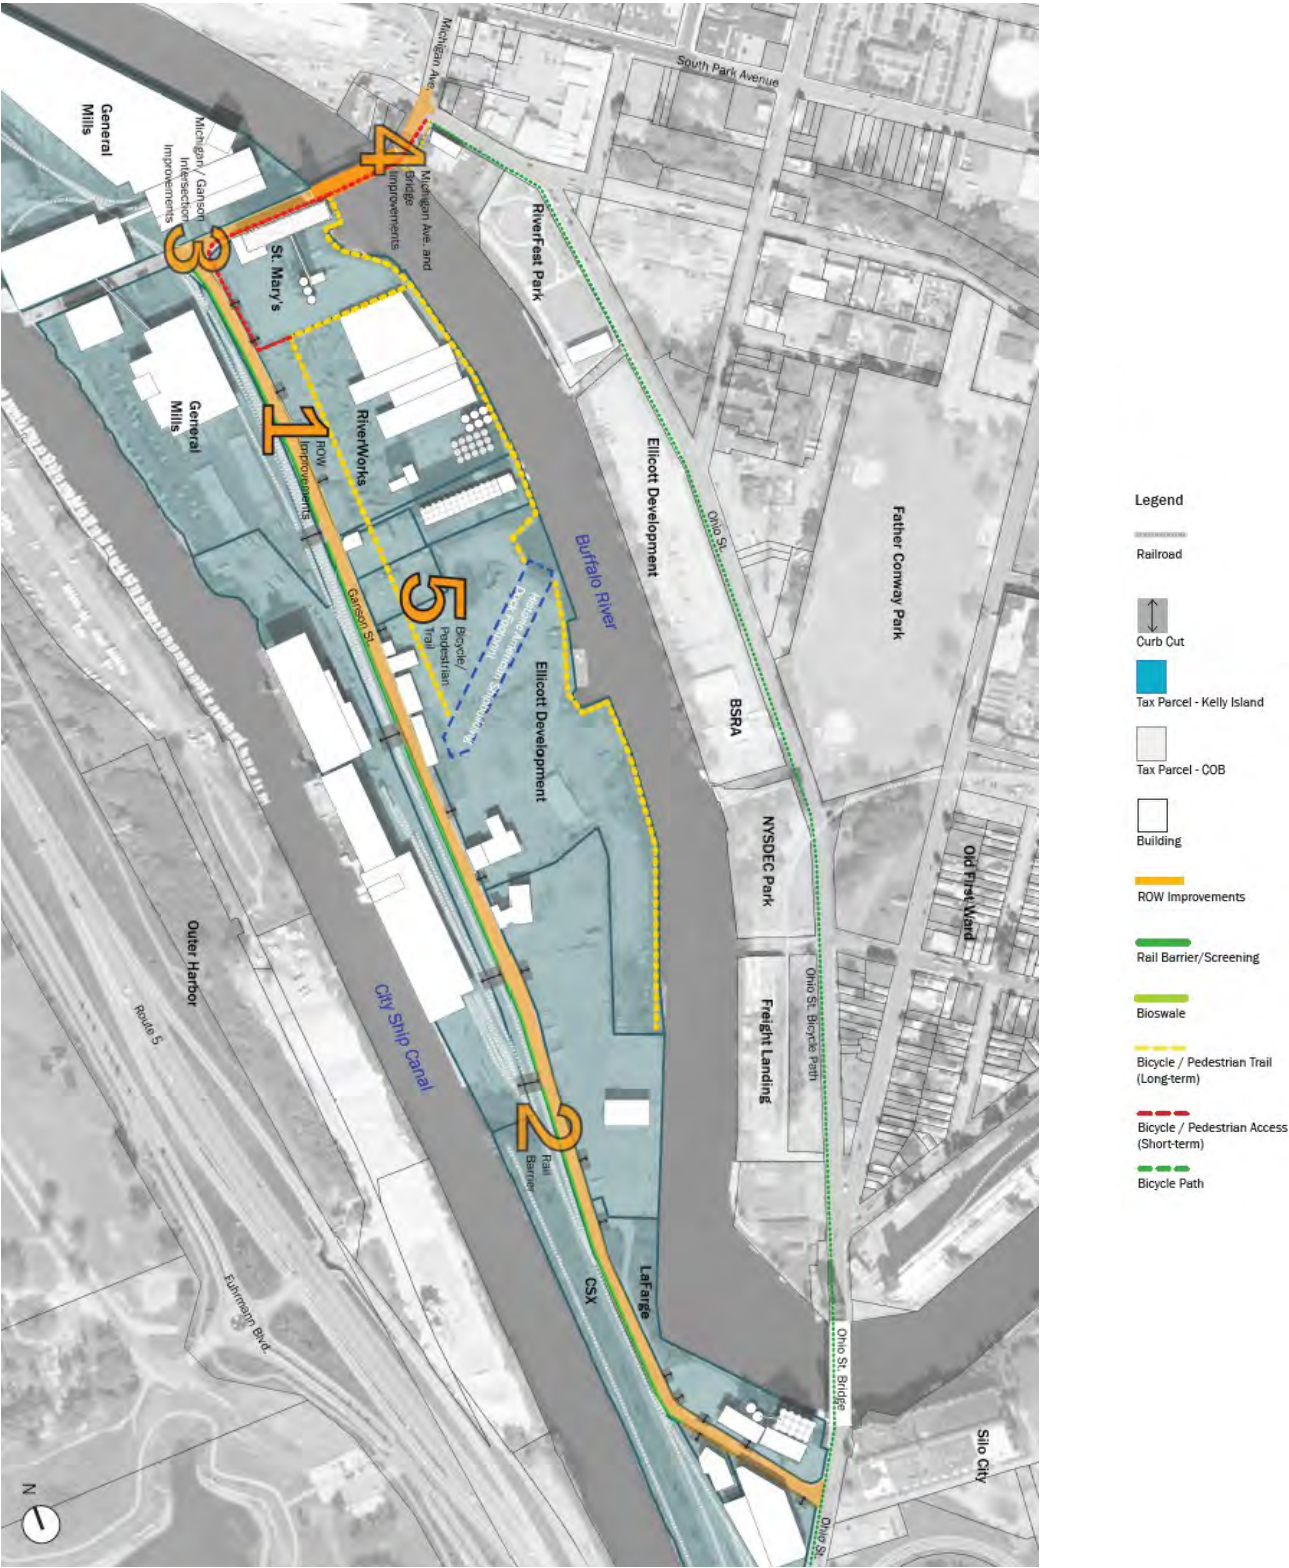 Michigan Ave.
South Park Avenue
General
Mills
Michigan / Ganson
Intersection
Improvements
4
Michigan Ave. and
Bridge
Improvements
3
St. Mary's
RiverFest Park
General
Mills
1
ROW
Improvements
RiverWorks
Ellicott Development
Ohio St.
Father Conway Park
Buffalo River
Ganson St.
5
Bicycle/
Pedestrian
Trail
Ellicott Development
BSRA
NYSDEC Park
Old First Ward
Outer Harbor
Route 5
City Ship Canal
Freight Landing
Ohio St. Bicycle Path
2
Rail
Barrier
CSX
LaFarge
Fuhrmann Blvd.
Ohio St. Bridge
Silo City
Ohio St.
N
Legend
Railroad
Curb Cut
Tax Parcel - Kelly Island
Tax Parcel - COB
Building
ROW Improvements
Rail Barrier/Screening
Bioswale
Bicycle / Pedestrian Trail
(Long-term)
Bicycle / Pedestrian Access
(Short-term)
Bicycle Path